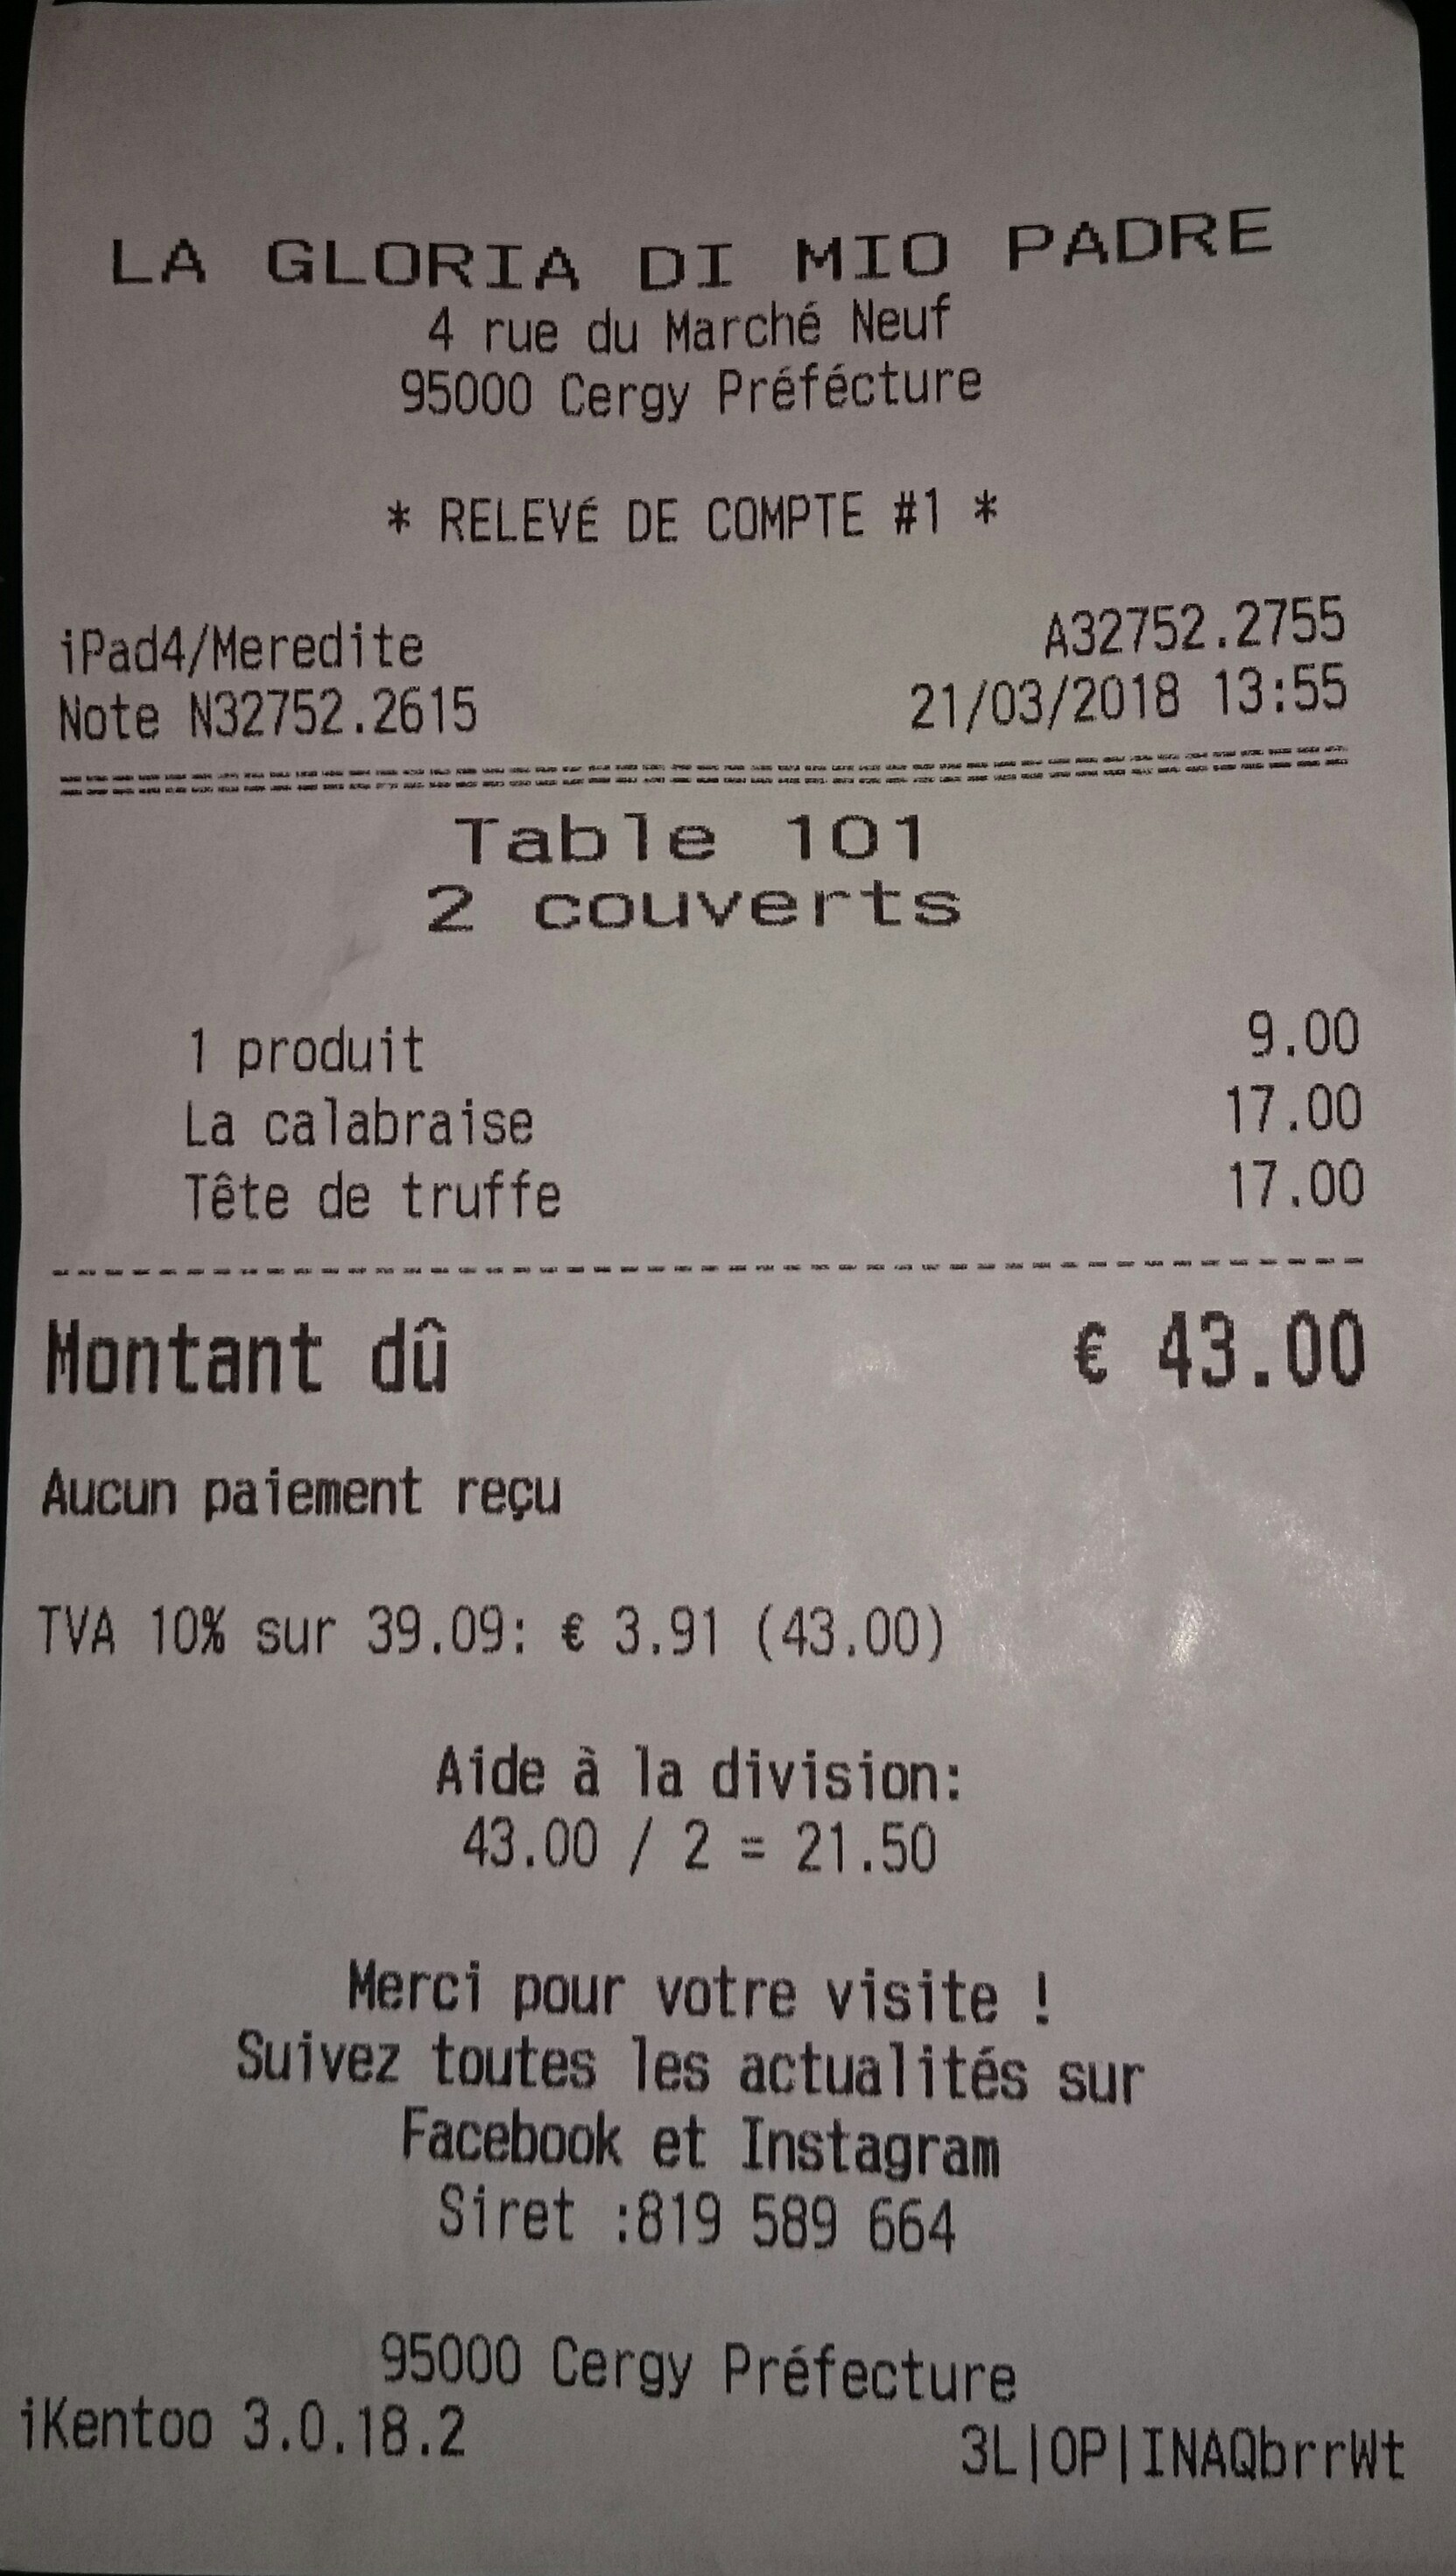 LA GLORIA DI MIO PADRE
4 rue du Marché Neuf
95000 Cergy Préfécture
* RELEVÉ DE COMPTE #1 *
iPad4/Meredite A32752.2755
Note N32752.2615 21/03/2018 13:55
Table 101
2 couverts
1 produit 9.00
La calabraise 17.00
Tête de truffe 17.00
Montant dû € 43.00
Aucun paiement reçu
TVA 10% sur 39.09: € 3.91 (43.00)
Aide à la division:
43.00 / 2 = 21.50
Merci pour votre visite !
Suivez toutes les actualités sur
Facebook et Instagram
Siret :819 589 664
95000 Cergy Préfecture
iKentoo 3.0.18.2 3L|OP|INAQbrrWt